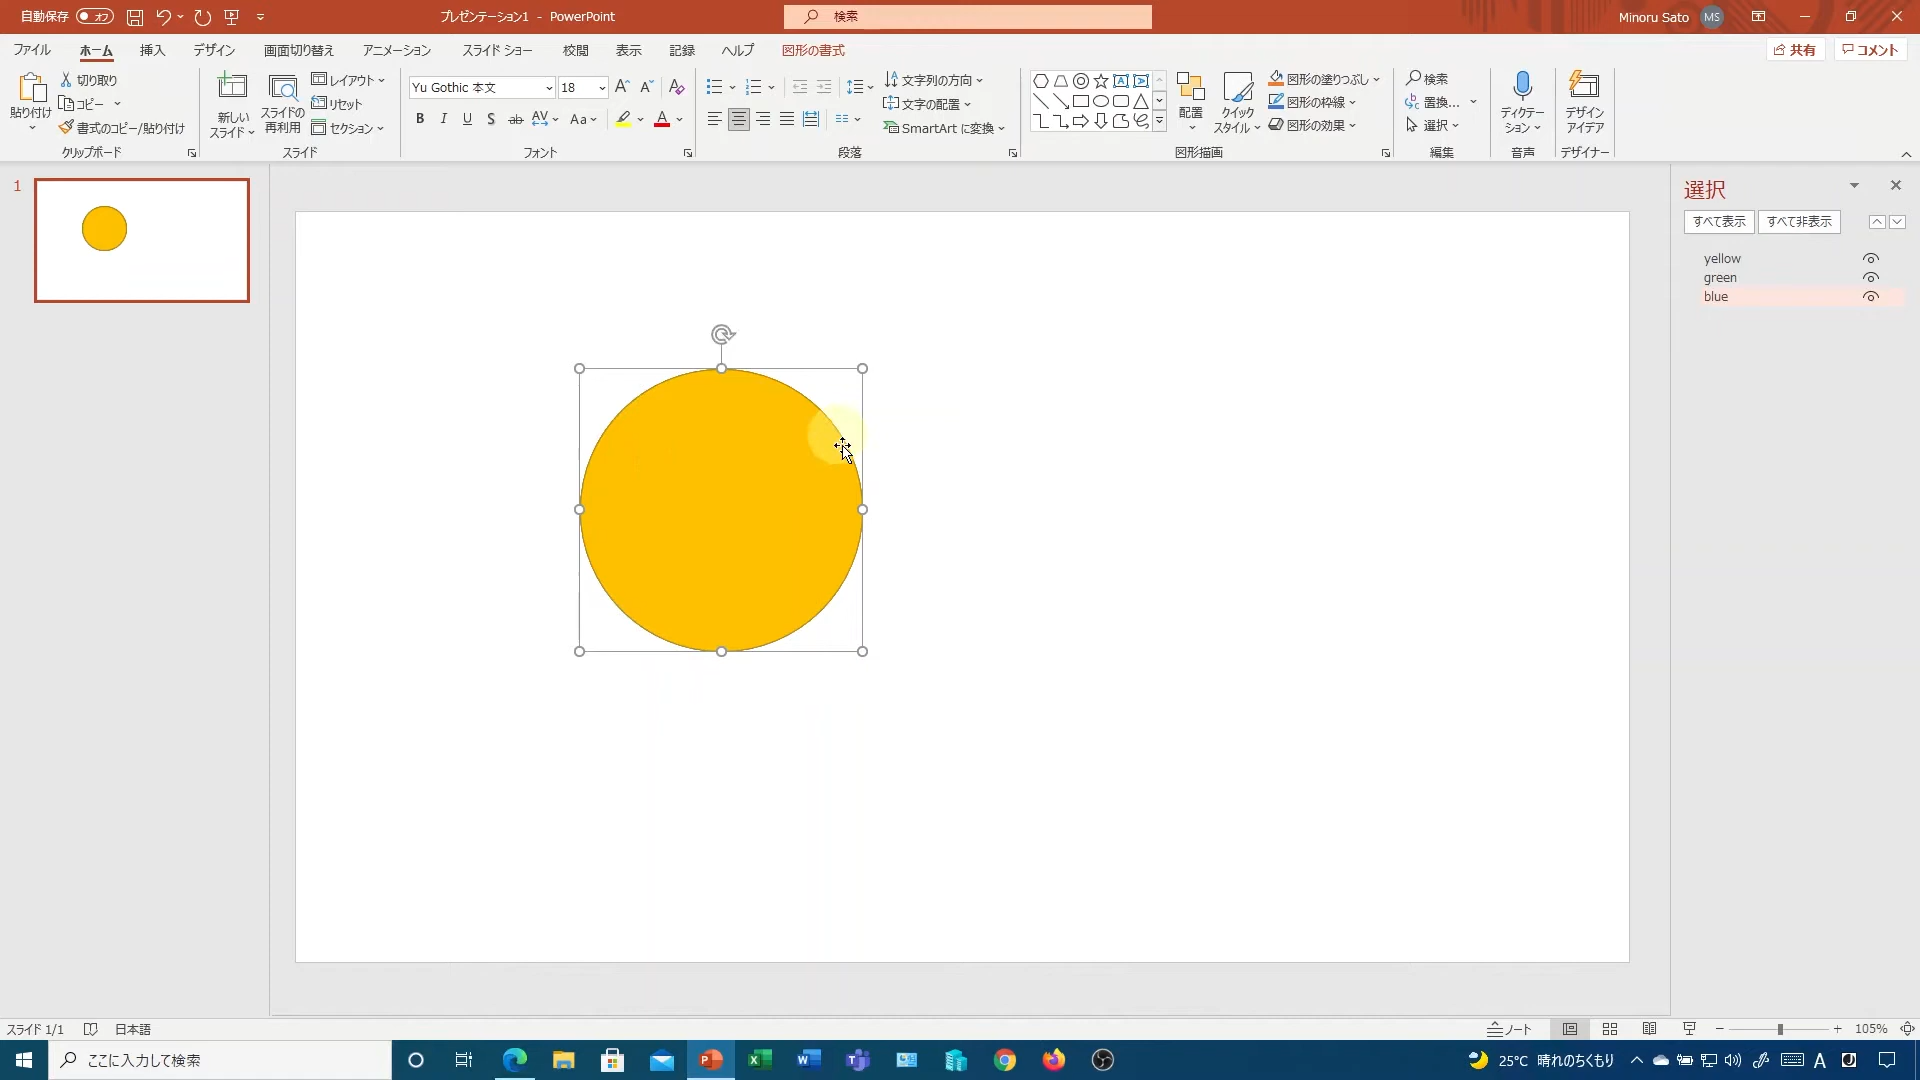 自動保存 オフ プレゼンテーション1 - PowerPoint 検索 Minoru Sato MS
ファイル ホーム 挿入 デザイン 画面切り替え アニメーション スライド ショー 校閲 表示 記録 ヘルプ 図形の書式 共有 コメント
貼り付け 切り取り コピー 書式のコピー/貼り付け クリップボード
新しい スライド スライドの 再利用 レイアウト リセット セクション スライド
Yu Gothic 本文 18 B I U S ab AV Aa A フォント
文字列の方向 文字の配置 SmartArt に変換 段落
配置 クイック スタイル 図形の塗りつぶし 図形の枠線 図形の効果 図形描画
検索 置換... 選択 編集
ディクテー ション 音声
デザイン アイデア デザイナー
1
選択
すべて表示 すべて非表示
yellow
green
blue
スライド 1/1 日本語 ノート 105%
ここに入力して検索 25°C 晴れのちくもり A